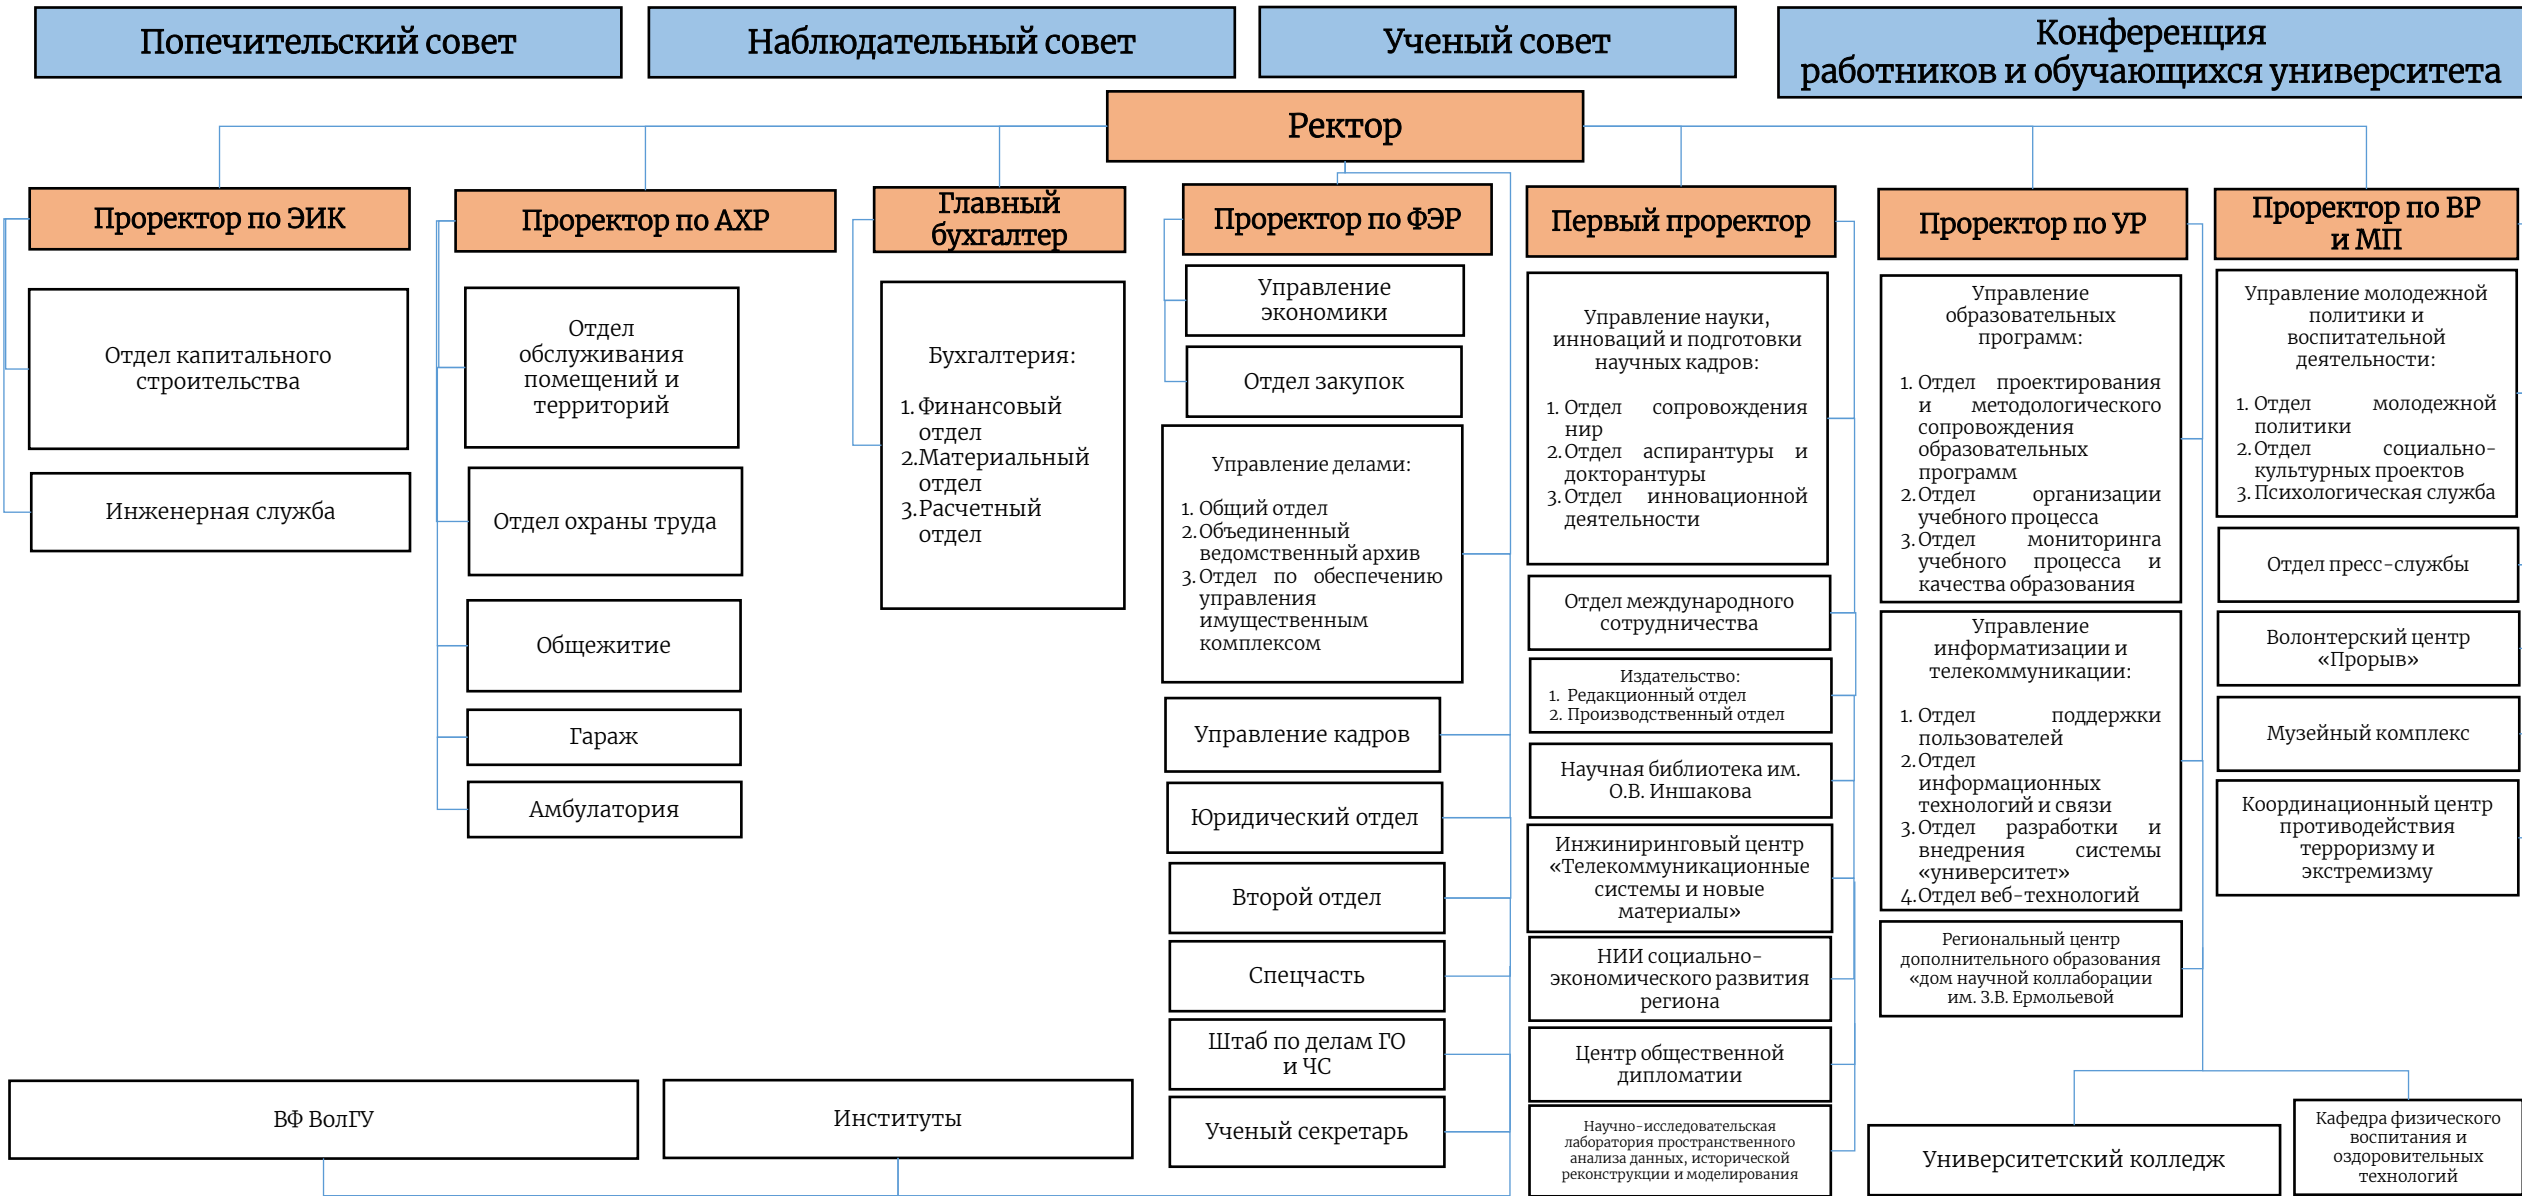 Попечительский совет
Наблюдательный совет
Ученый совет
Конференция
работников и обучающихся университета
Ректор
Проректор по ЭИК
Проректор по АХР
Главный
бухгалтер
Проректор по ФЭР
Первый проректор
Проректор по УР
Проректор по ВР
и МП
Отдел капитального
строительства
Инженерная служба
Отдел
обслуживания
помещений и
территорий
Отдел охраны труда
Общежитие
Гараж
Амбулатория
Бухгалтерия:
1. Финансовый
отдел
2. Материальный
отдел
3. Расчетный
отдел
Управление
экономики
Отдел закупок
Управление делами:
1. Общий отдел
2. Объединенный
ведомственный архив
3. Отдел по обеспечению
управления
имущественным
комплексом
Управление кадров
Юридический отдел
Второй отдел
Спецчасть
Штаб по делам ГО
и ЧС
Ученый секретарь
Управление науки,
инноваций и подготовки
научных кадров:
1. Отдел сопровождения
нир
2. Отдел аспирантуры и
докторантуры
3. Отдел инновационной
деятельности
Отдел международного
сотрудничества
Издательство:
1. Редакционный отдел
2. Производственный отдел
Научная библиотека им.
О.В. Иншакова
Инжиниринговый центр
«Телекоммуникационные
системы и новые
материалы»
НИИ социально-
экономического развития
региона
Центр общественной
дипломатии
Научно-исследовательская
лаборатория пространственного
анализа данных, исторической
реконструкции и моделирования
Управление
образовательных
программ:
1. Отдел проектирования
и методологического
сопровождения
образовательных
программ
2. Отдел организации
учебного процесса
3. Отдел мониторинга
учебного процесса и
качества образования
Управление
информатизации и
телекоммуникации:
1. Отдел поддержки
пользователей
2. Отдел
информационных
технологий и связи
3. Отдел разработки и
внедрения системы
«университет»
4. Отдел веб-технологий
Региональный центр
дополнительного образования
«дом научной коллаборации
им. З.В. Ермольевой
Управление молодежной
политики и
воспитательной
деятельности:
1. Отдел молодежной
политики
2. Отдел социально-
культурных проектов
3. Психологическая служба
Отдел пресс-службы
Волонтерский центр
«Прорыв»
Музейный комплекс
Координационный центр
противодействия
терроризму и
экстремизму
ВФ ВолГУ
Институты
Университетский колледж
Кафедра физического
воспитания и
оздоровительных
технологий